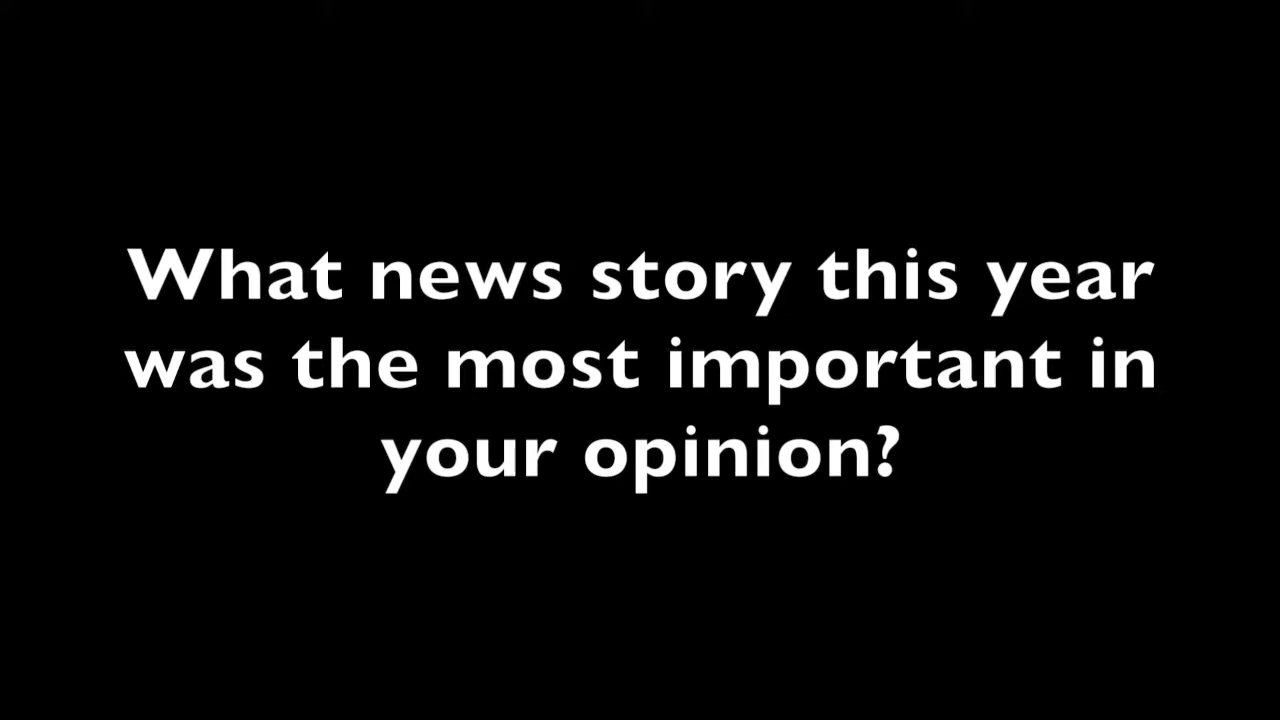 What news story this year
was the most important in
your opinion?